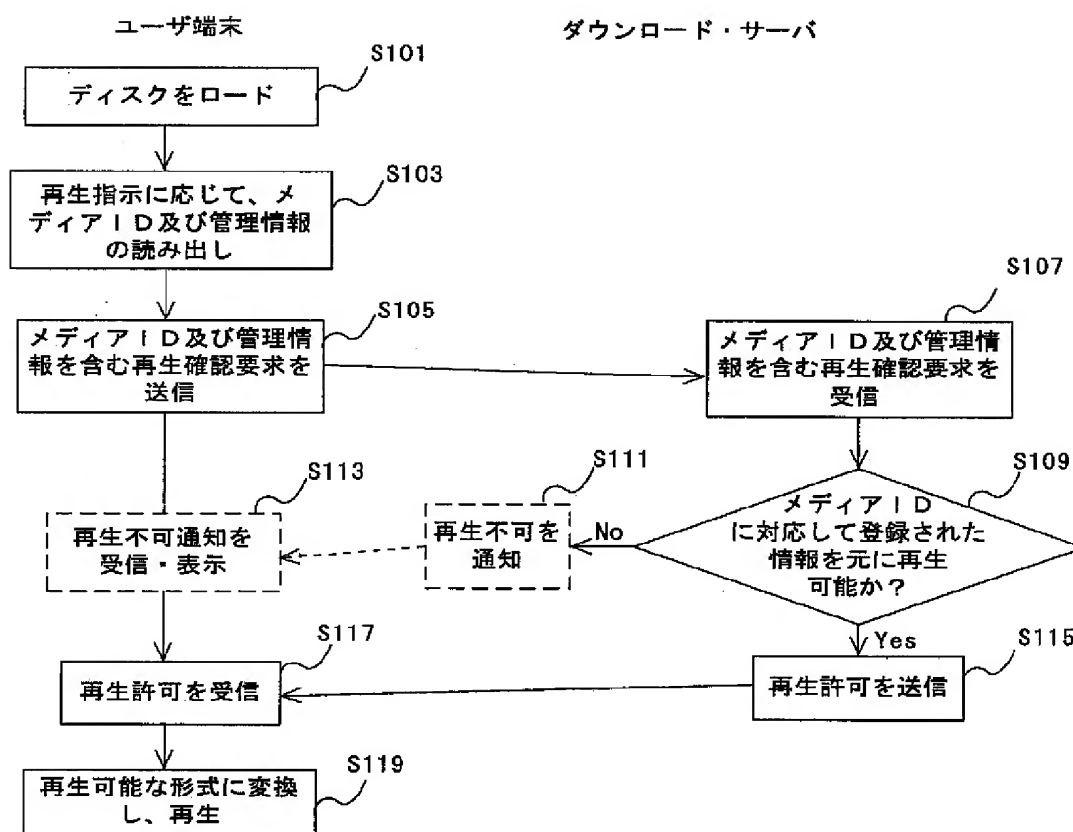 ユーザ端末
ダウンロード・サーバ
S101
ディスクをロード
S103
再生指示に応じて、メ
ディアID及び管理情報
の読み出し
S105
メディアID及び管理情
報を含む再生確認要求を
送信
S107
メディアID及び管理情
報を含む再生確認要求を
受信
S109
メディアID
に対応して登録された
情報を元に再生
可能か?
No
S111
再生不可を
通知
S113
再生不可通知を
受信・表示
Yes
S115
再生許可を送信
S117
再生許可を受信
S119
再生可能な形式に変換
し、再生